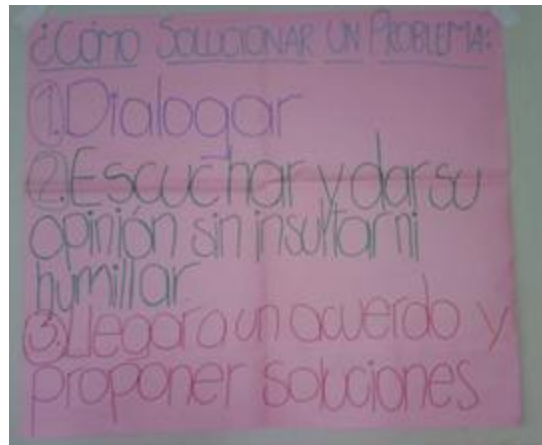 ¿CÓMO SOLUCIONAR UN PROBLEMA:
1. Dialogar
2. Escuchar y dar su
opinión sin insultar ni
humillar
3. Llegar a un acuerdo y
proponer soluciones